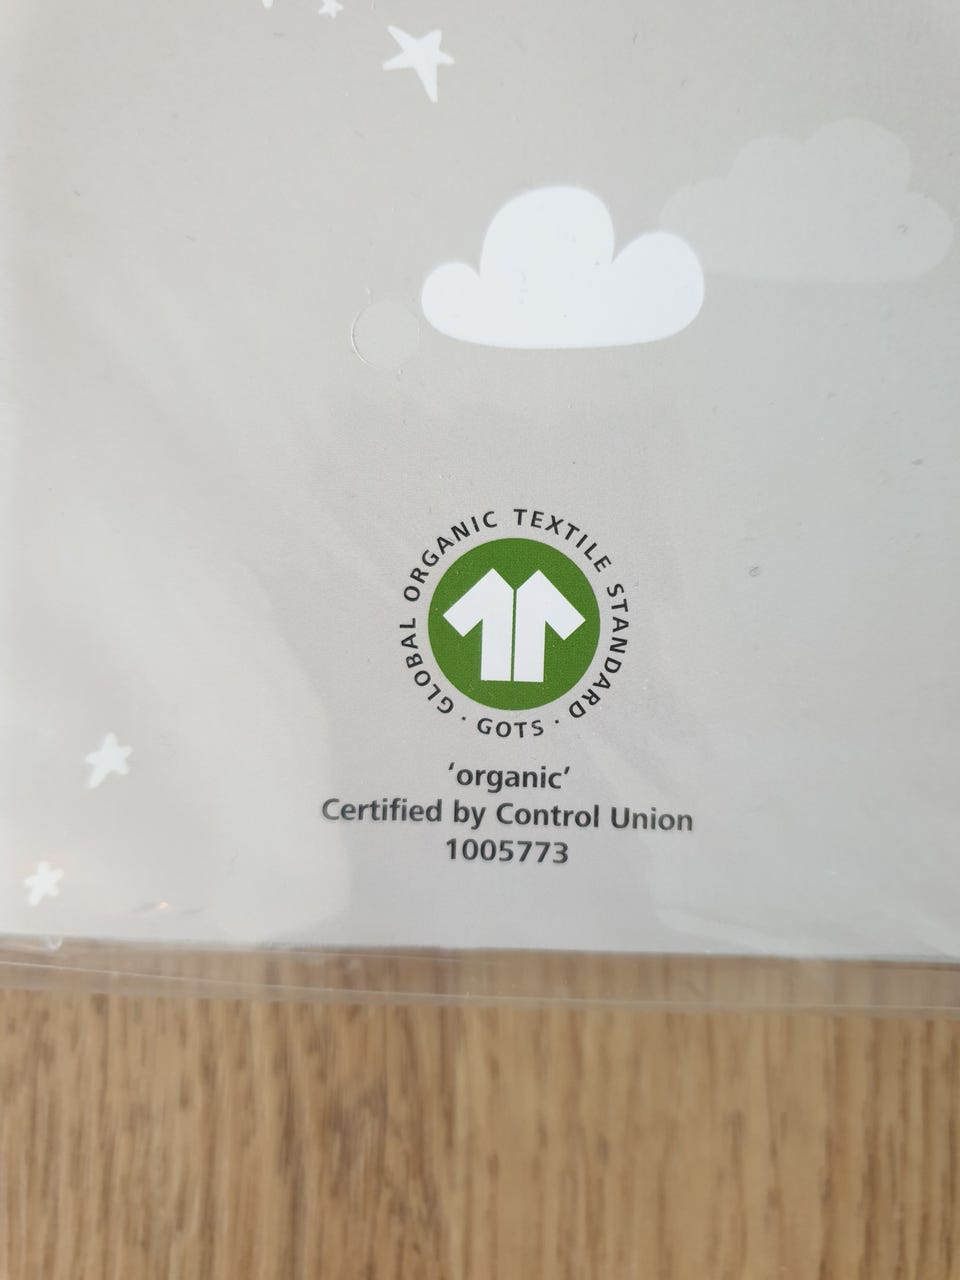 GLOBAL ORGANIC TEXTILE STANDARD · GOTS ·
‘organic’
Certified by Control Union
1005773